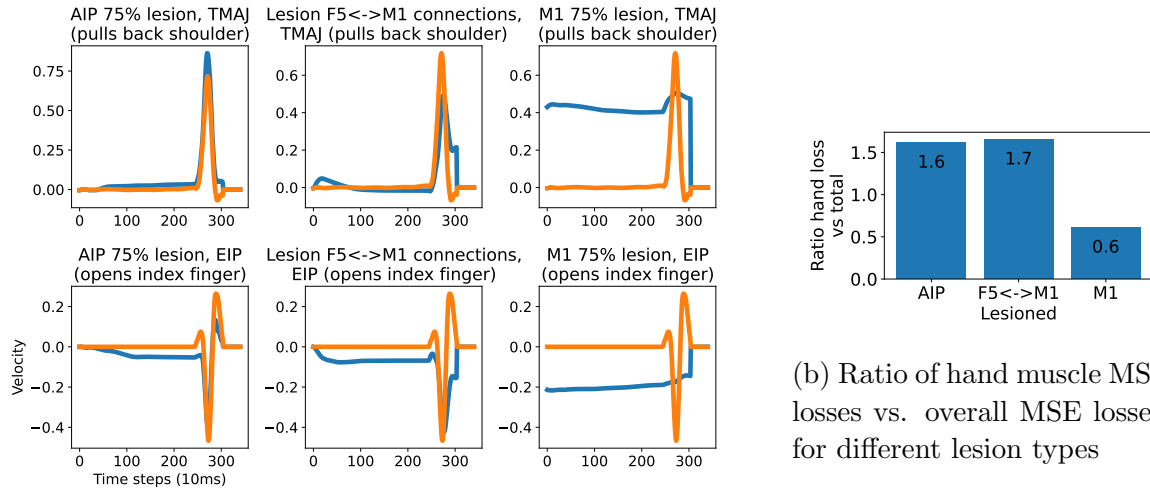 AIP 75% lesion, TMAJ
(pulls back shoulder)
Lesion F5<->M1 connections,
TMAJ (pulls back shoulder)
M1 75% lesion, TMAJ
(pulls back shoulder)
0.75
0.50
0.25
0.00
0 100 200 300
0.6
0.4
0.2
0.0
0 100 200 300
0.6
0.4
0.2
0.0
0 100 200 300
AIP 75% lesion, EIP
(opens index finger)
Lesion F5<->M1 connections,
EIP (opens index finger)
M1 75% lesion, EIP
(opens index finger)
Velocity
0.2
0.0
−0.2
−0.4
0 100 200 300
Time steps (10ms)
0.2
0.0
−0.2
−0.4
0 100 200 300
0.2
0.0
−0.2
−0.4
0 100 200 300
Ratio hand loss
vs total
1.5
1.0
0.5
0.0
1.6
1.7
0.6
AIP F5<->M1 M1
Lesioned
(b) Ratio of hand muscle MS
losses vs. overall MSE losse
for different lesion types